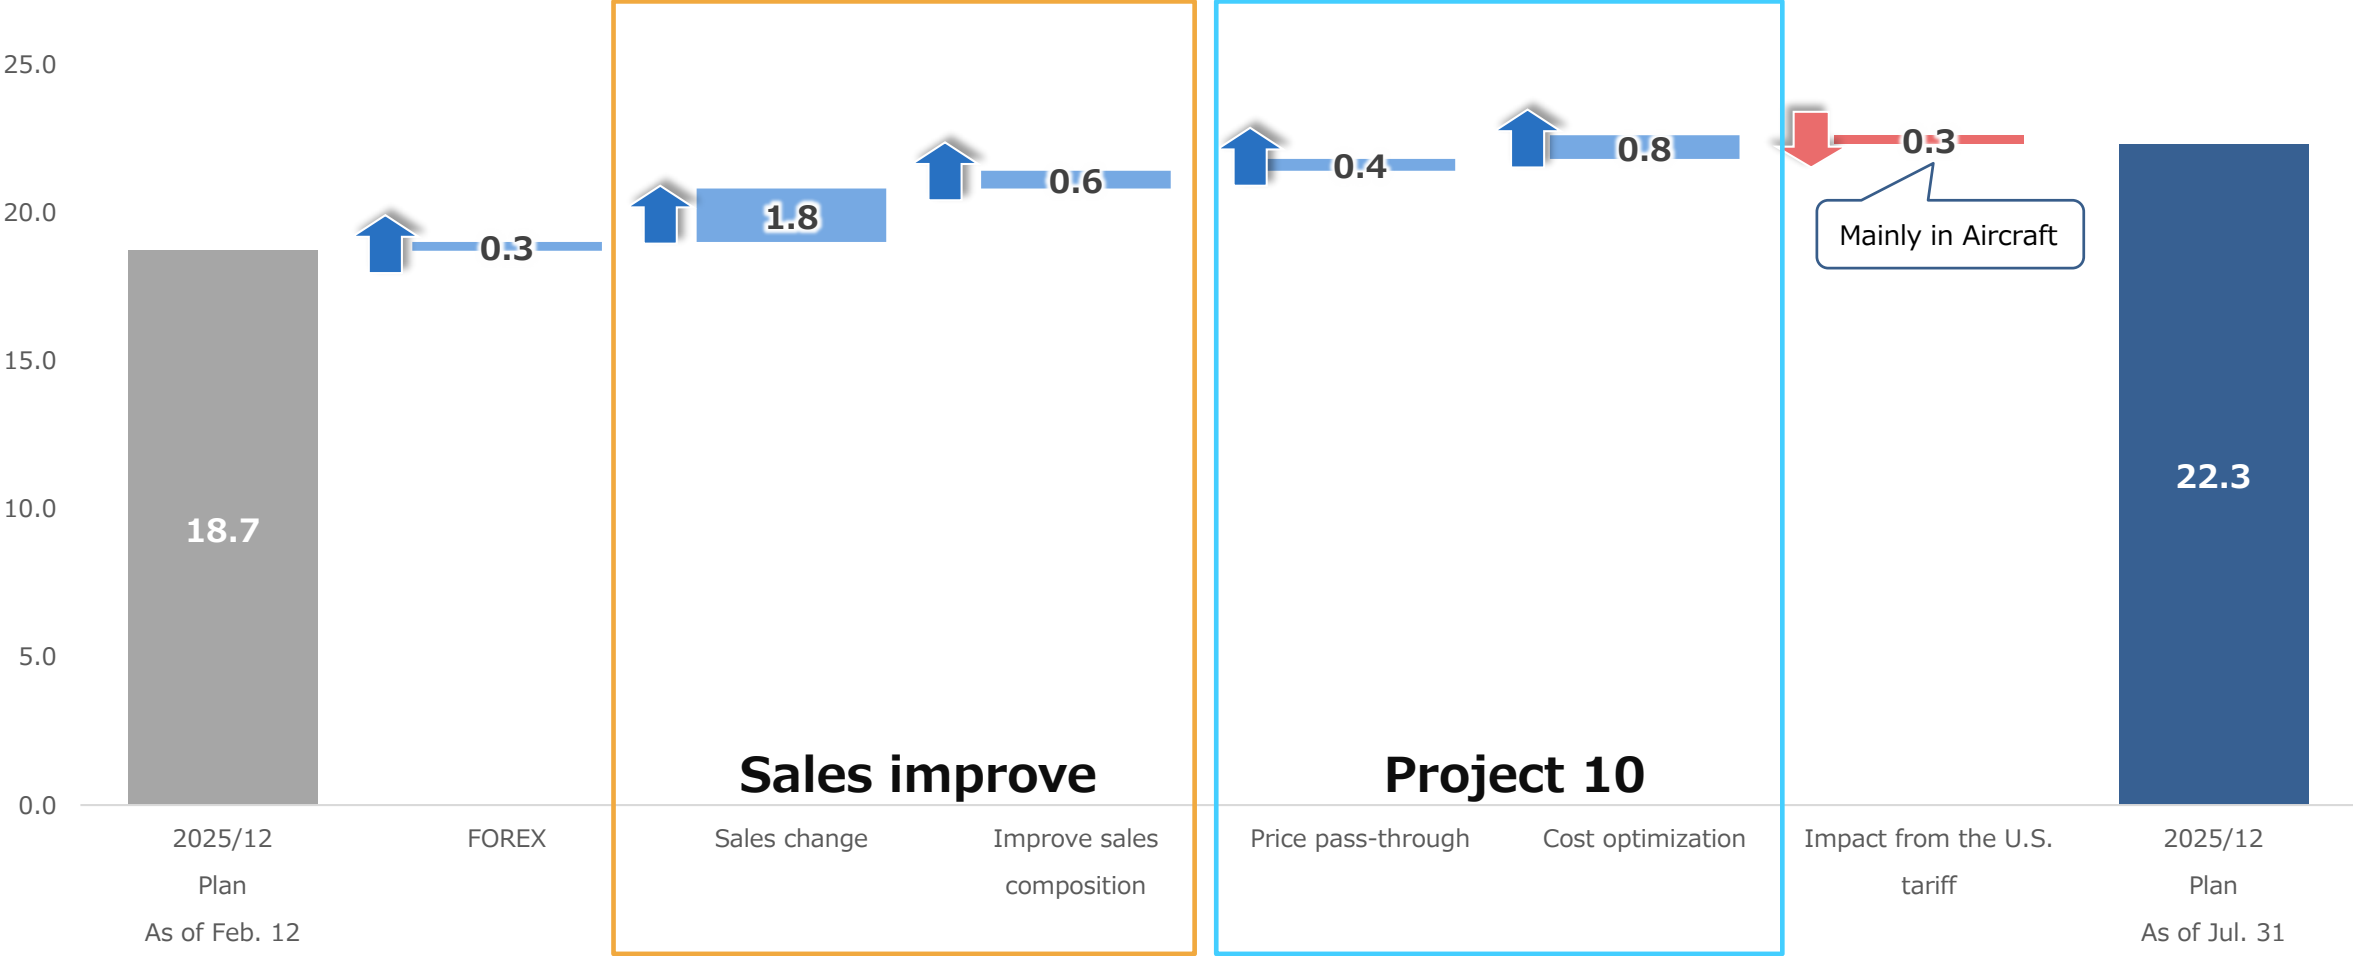 25.0
20.0
15.0
10.0
5.0
0.0
18.7
0.3
1.8
0.6
0.4
0.8
0.3
Mainly in Aircraft
22.3
Sales improve
Project 10
2025/12
Plan
As of Feb. 12
FOREX
Sales change
Improve sales
composition
Price pass-through
Cost optimization
Impact from the U.S.
tariff
2025/12
Plan
As of Jul. 31